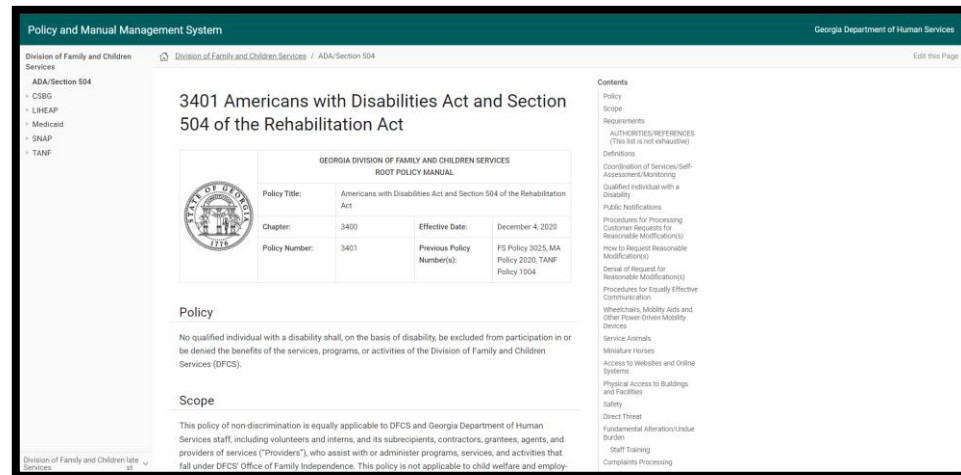 Policy and Manual Management System
Georgia Department of Human Services
Division of Family and Children
Services
ADA/Section 504
CSBG
LIHEAP
Medicaid
SNAP
TANF
Division of Family and Children Services / ADA/Section 504
Edit this Page
3401 Americans with Disabilities Act and Section
504 of the Rehabilitation Act
GEORGIA DIVISION OF FAMILY AND CHILDREN SERVICES
ROOT POLICY MANUAL
STATE OF GEORGIA
1776
Policy Title:
Americans with Disabilities Act and Section 504 of the Rehabilitation
Act
Chapter:
3400
Effective Date:
December 4, 2020
Policy Number:
3401
Previous Policy
Number(s):
FS Policy 3025, MA
Policy 2020, TANF
Policy 1004
Policy
No qualified individual with a disability shall, on the basis of disability, be excluded from participation in or
be denied the benefits of the services, programs, or activities of the Division of Family and Children
Services (DFCS).
Scope
This policy of non-discrimination is equally applicable to DFCS and Georgia Department of Human
Services staff, including volunteers and interns, and its subrecipients, contractors, grantees, agents, and
providers of services ("Providers"), who assist with or administer programs, services, and activities that
fall under DFCS' Office of Family Independence. This policy is not applicable to child welfare and employ-
Contents
Policy
Scope
Requirements
AUTHORITIES/REFERENCES
(This list is not exhaustive)
Definitions
Coordination of Services/Self-
Assessment/Monitoring
Qualified Individual with a
Disability
Public Notifications
Procedures for Processing
Customer Requests for
Reasonable Modification(s)
How to Request Reasonable
Modification(s)
Denial of Request for
Reasonable Modification(s)
Procedures for Equally Effective
Communication
Wheelchairs, Mobility Aids and
Other Power-Driven Mobility
Devices
Service Animals
Miniature Horses
Access to Websites and Online
Systems
Physical Access to Buildings
and Facilities
Safety
Direct Threat
Fundamental Alteration/Undue
Burden
Staff Training
Complaints Processing
Division of Family and Children late
Services st